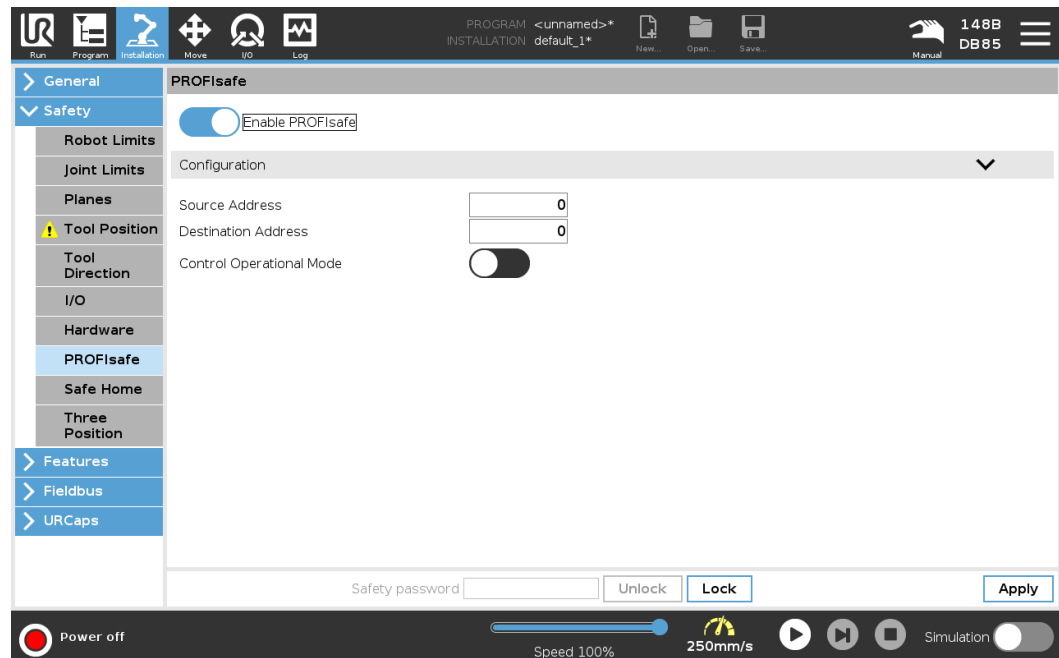 PROGRAM <unnamed>*
INSTALLATION default_1*
UR
Run
Program
Installation
Move
I/O
Log
New...
Open...
Save...
Manual
148B
DB85
General
Safety
Robot Limits
Joint Limits
Planes
Tool Position
Tool
Direction
I/O
Hardware
PROFIsafe
Safe Home
Three
Position
Features
Fieldbus
URCaps
PROFIsafe
Enable PROFIsafe
Configuration
Source Address 0
Destination Address 0
Control Operational Mode
Safety password Unlock Lock Apply
Power off
Speed 100%
250mm/s
Simulation